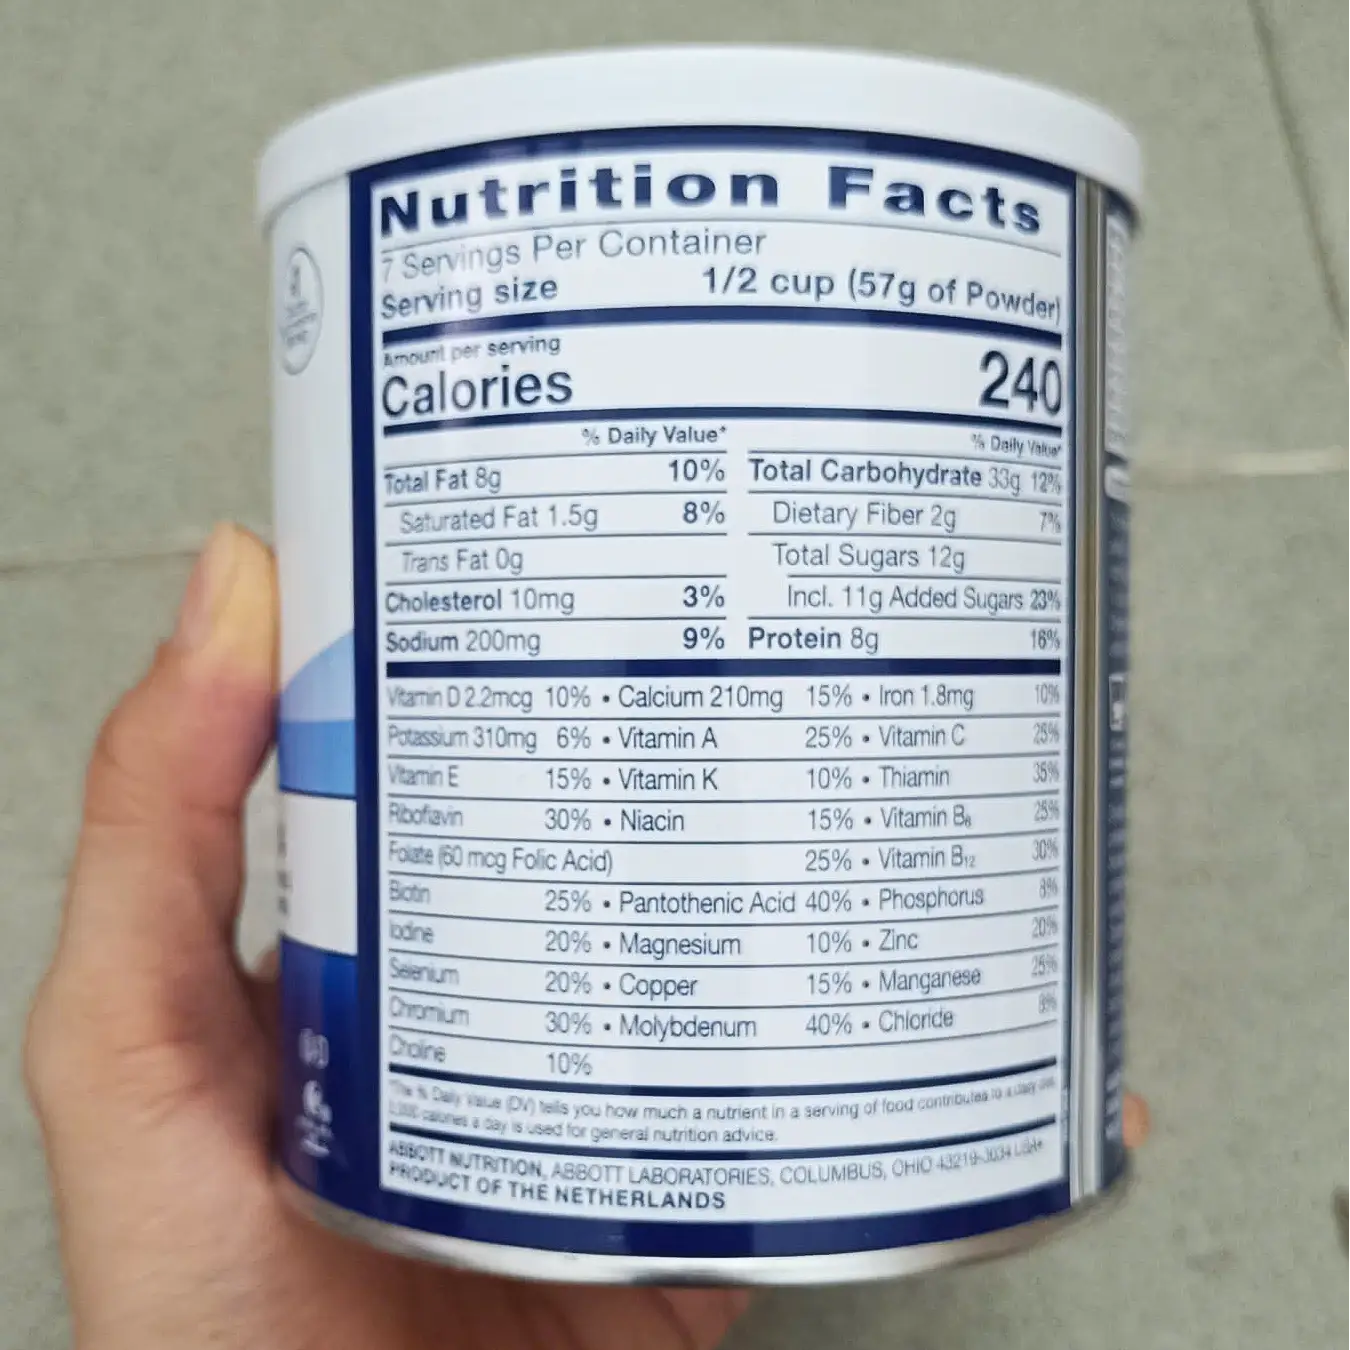 Nutrition Facts
7 Servings Per Container
Serving size 1/2 cup (57g of Powder)
Amount per serving
Calories 240
% Daily Value* % Daily Value*
Total Fat 8g 10% Total Carbohydrate 33g 12%
Saturated Fat 1.5g 8% Dietary Fiber 2g 7%
Trans Fat 0g Total Sugars 12g
Cholesterol 10mg 3% Incl. 11g Added Sugars 23%
Sodium 200mg 9% Protein 8g 16%
Vitamin D 2.2mcg 10% • Calcium 210mg 15% • Iron 1.8mg 10%
Potassium 310mg 6% • Vitamin A 25% • Vitamin C 25%
Vitamin E 15% • Vitamin K 10% • Thiamin 35%
Riboflavin 30% • Niacin 15% • Vitamin B6 25%
Folate (60 mcg Folic Acid) 25% • Vitamin B12 30%
Biotin 25% • Pantothenic Acid 40% • Phosphorus 8%
Iodine 20% • Magnesium 10% • Zinc 20%
Selenium 20% • Copper 15% • Manganese 25%
Chromium 30% • Molybdenum 40% • Chloride 8%
Choline 10%
*The % Daily Value (DV) tells you how much a nutrient in a serving of food contributes to a daily diet.
2,000 calories a day is used for general nutrition advice.
ABBOTT NUTRITION, ABBOTT LABORATORIES, COLUMBUS, OHIO 43219-3034 USA
PRODUCT OF THE NETHERLANDS